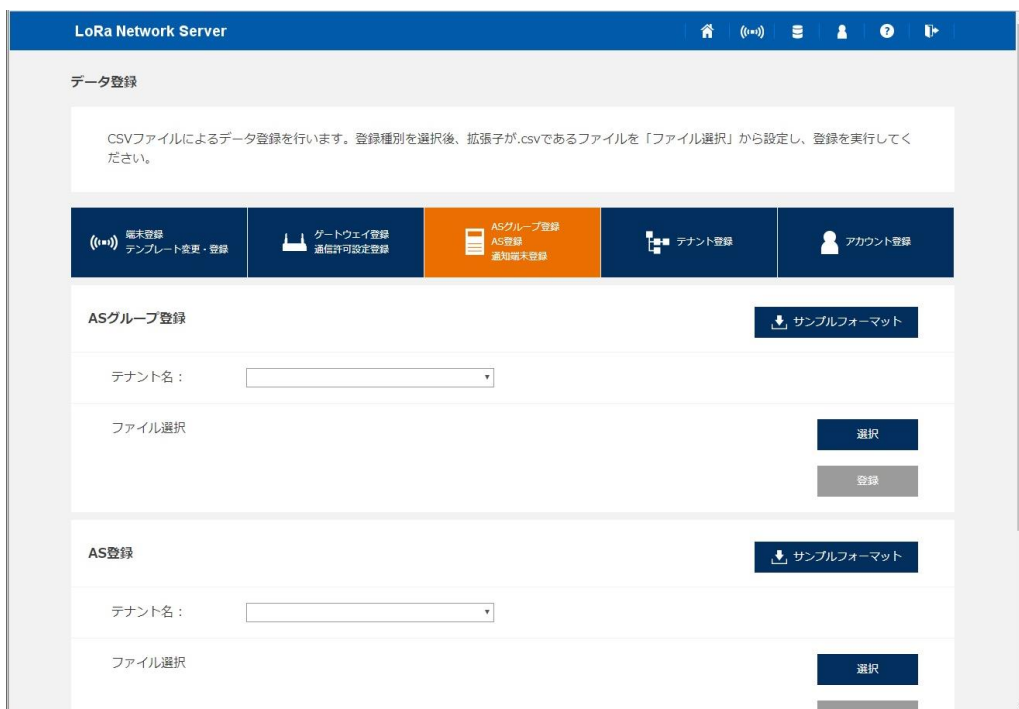 LoRa Network Server
データ登録
CSVファイルによるデータ登録を行います。登録種別を選択後、拡張子が.csvであるファイルを「ファイル選択」から設定し、登録を実行してく
ださい。
端末登録
テンプレート変更・登録
ゲートウェイ登録
通信許可設定登録
ASグループ登録
AS登録
通知端末登録
テナント登録
アカウント登録
ASグループ登録
サンプルフォーマット
テナント名：
ファイル選択
選択
登録
AS登録
サンプルフォーマット
テナント名：
ファイル選択
選択